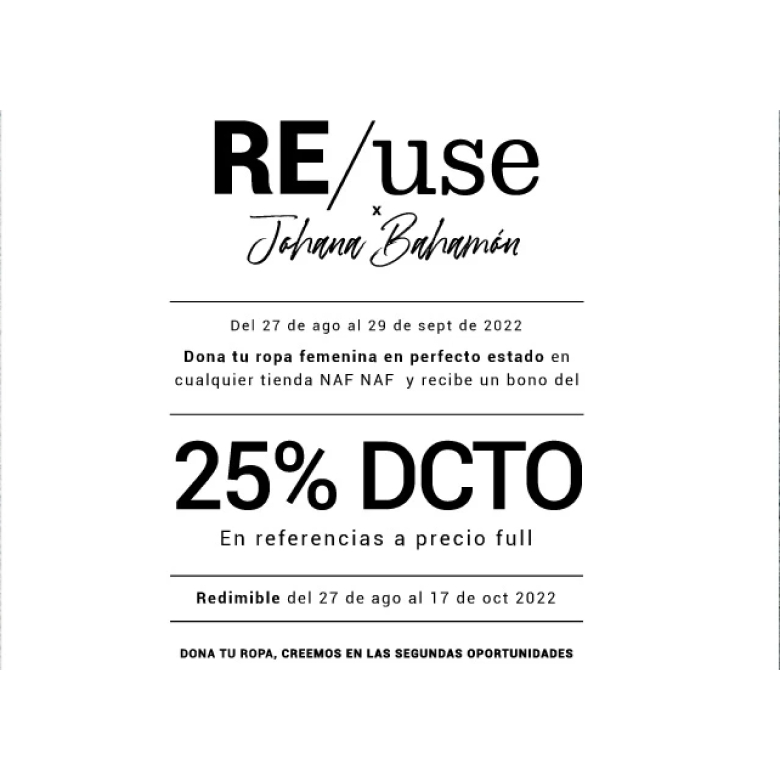 RE/use
x
Johana Bahamón
Del 27 de ago al 29 de sept de 2022
Dona tu ropa femenina en perfecto estado en
cualquier tienda NAF NAF y recibe un bono del
25% DCTO
En referencias a precio full
Redimible del 27 de ago al 17 de oct 2022
DONA TU ROPA, CREEMOS EN LAS SEGUNDAS OPORTUNIDADES